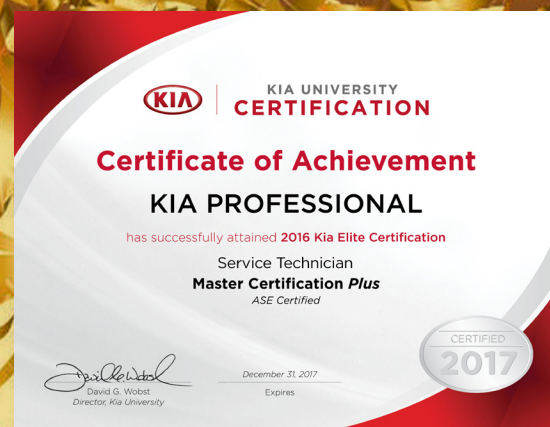 KIA
KIA UNIVERSITY
CERTIFICATION
Certificate of Achievement
KIA PROFESSIONAL
has successfully attained 2016 Kia Elite Certification
Service Technician
Master Certification Plus
ASE Certified
CERTIFIED
2017
David G. Wobst
Director, Kia University
December 31, 2017
Expires